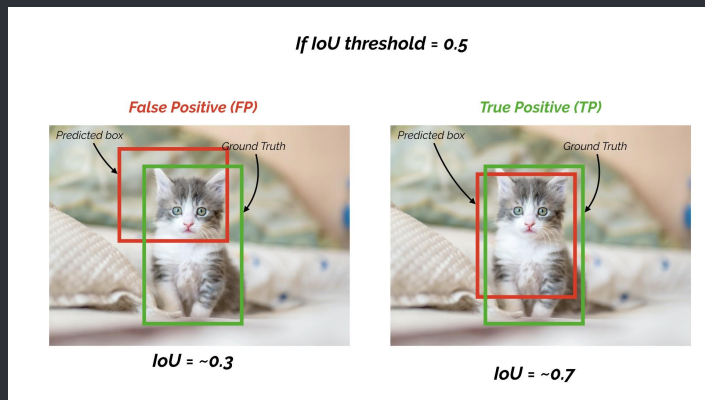 If IoU threshold = 0.5
False Positive (FP)
True Positive (TP)
Predicted box
Ground Truth
Predicted box
Ground Truth
IoU = ~0.3
IoU = ~0.7